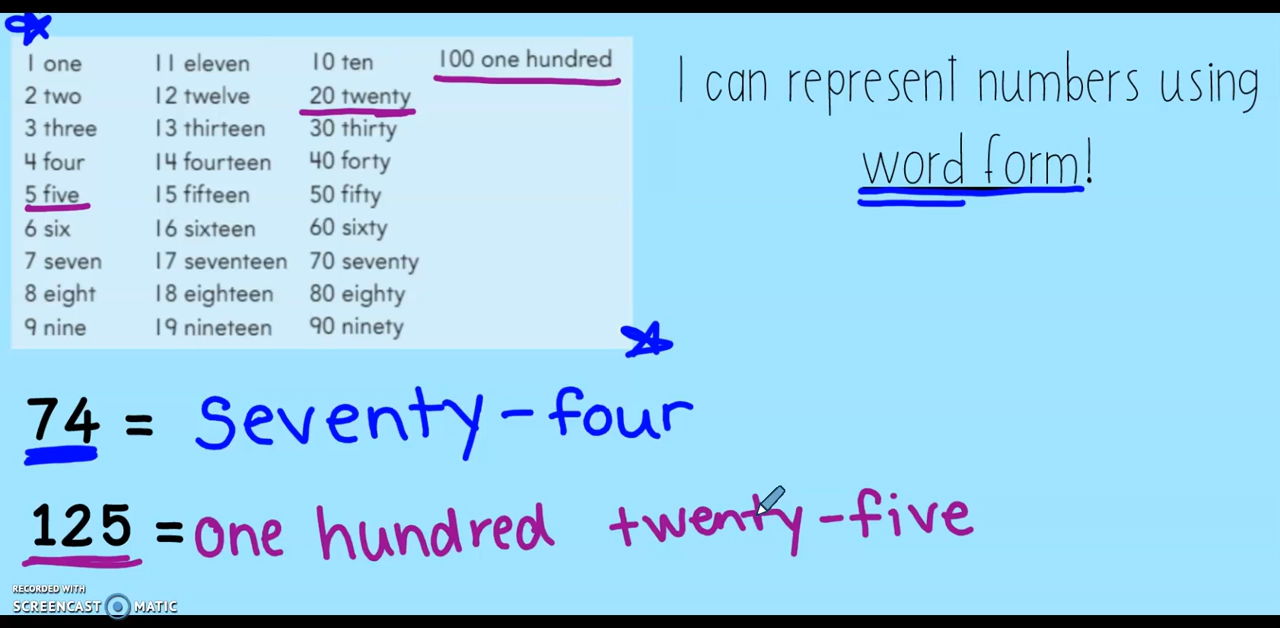 1 one 11 eleven 10 ten 100 one hundred
2 two 12 twelve 20 twenty
3 three 13 thirteen 30 thirty
4 four 14 fourteen 40 forty
5 five 15 fifteen 50 fifty
6 six 16 sixteen 60 sixty
7 seven 17 seventeen 70 seventy
8 eight 18 eighteen 80 eighty
9 nine 19 nineteen 90 ninety
I can represent numbers using
word form!
74 = seventy-four
125 = one hundred twenty-five
RECORDED WITH
SCREENCAST MATIC